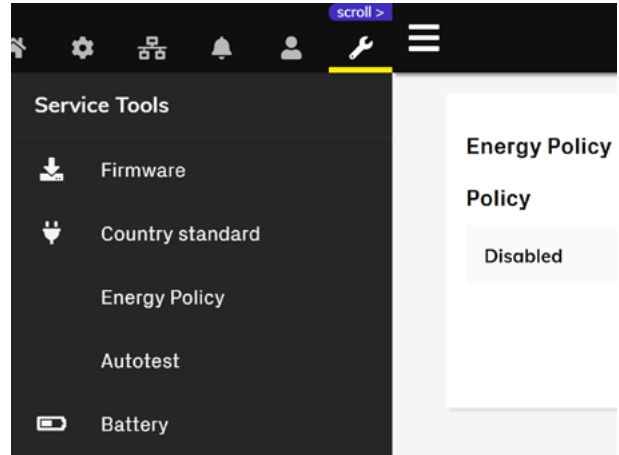 scroll >
Service Tools
Firmware
Country standard
Energy Policy
Autotest
Battery
Energy Policy
Policy
Disabled